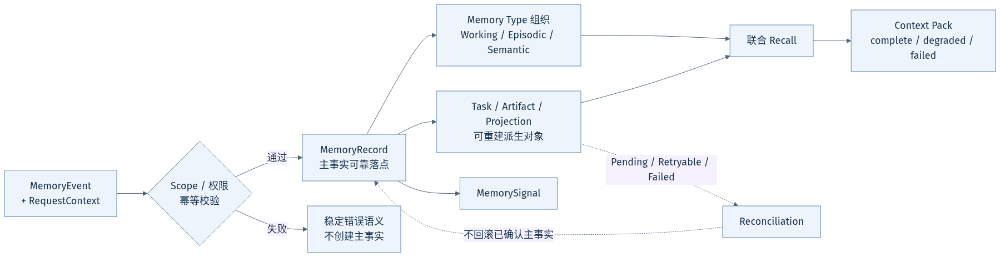 MemoryEvent
+ RequestContext
Scope / 权限
幂等校验
通过
失败
MemoryRecord
主事实可靠落点
稳定错误语义
不创建主事实
Memory Type 组织
Working / Episodic /
Semantic
Task / Artifact /
Projection
可重建派生对象
MemorySignal
联合 Recall
Context Pack
complete / degraded /
failed
Pending / Retryable /
Failed
Reconciliation
不回滚已确认主事实